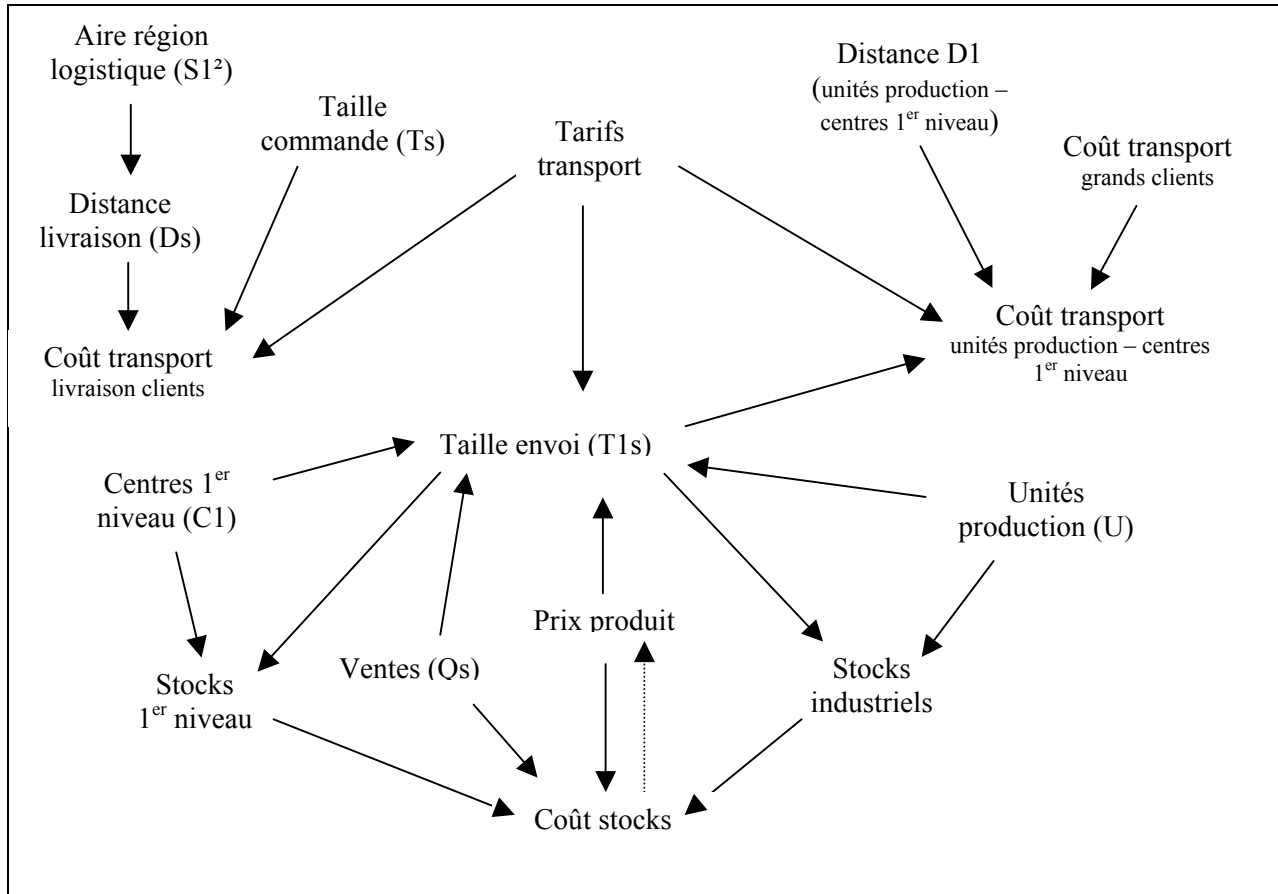 Aire région
logistique (S1²)
Taille
commande (Ts)
Tarifs
transport
Distance D1
(unités production –
centres 1er niveau)
Coût transport
grands clients
Distance
livraison (Ds)
Coût transport
livraison clients
Coût transport
unités production – centres
1er niveau
Taille envoi (T1s)
Centres 1er
niveau (C1)
Unités
production (U)
Prix produit
Ventes (Qs)
Stocks
1er niveau
Stocks
industriels
Coût stocks